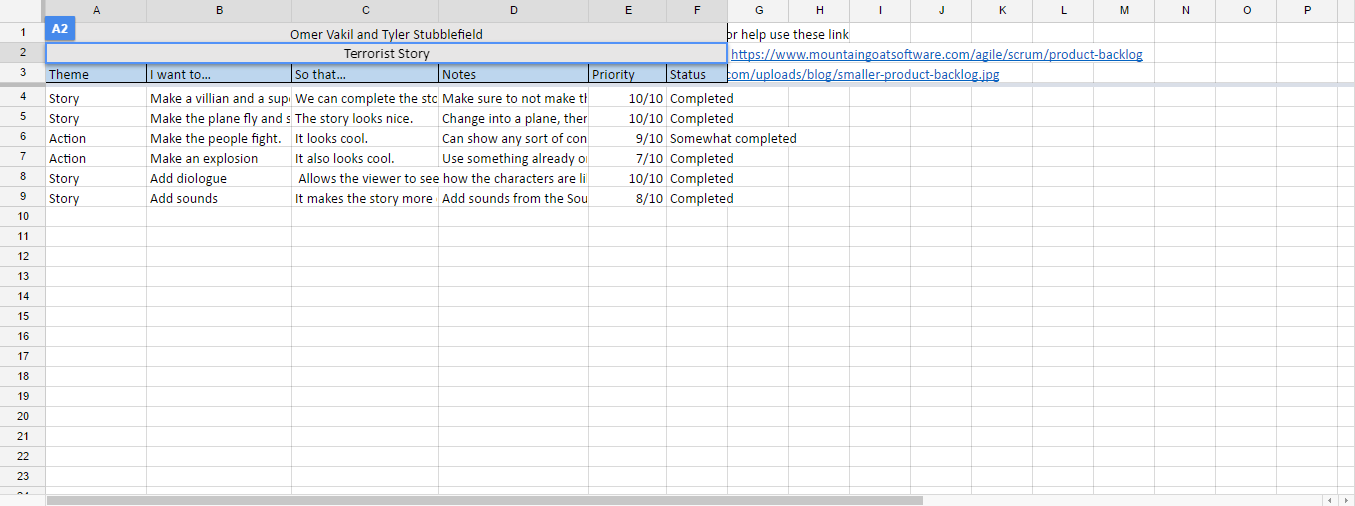 A B C D E F G H I J K L M N O P
A2
1 Omer Vakil and Tyler Stubblefield or help use these link
2 Terrorist Story https://www.mountaingoatsoftware.com/agile/scrum/product-backlog
3 Theme I want to... So that... Notes Priority Status com/uploads/blog/smaller-product-backlog.jpg
4 Story Make a villian and a sup We can complete the sto Make sure to not make th 10/10 Completed
5 Story Make the plane fly and s The story looks nice. Change into a plane, ther 10/10 Completed
6 Action Make the people fight. It looks cool. Can show any sort of con 9/10 Somewhat completed
7 Action Make an explosion It also looks cool. Use something already o 7/10 Completed
8 Story Add diologue Allows the viewer to see how the characters are li 10/10 Completed
9 Story Add sounds It makes the story more Add sounds from the Sou 8/10 Completed
10
11
12
13
14
15
16
17
18
19
20
21
22
23